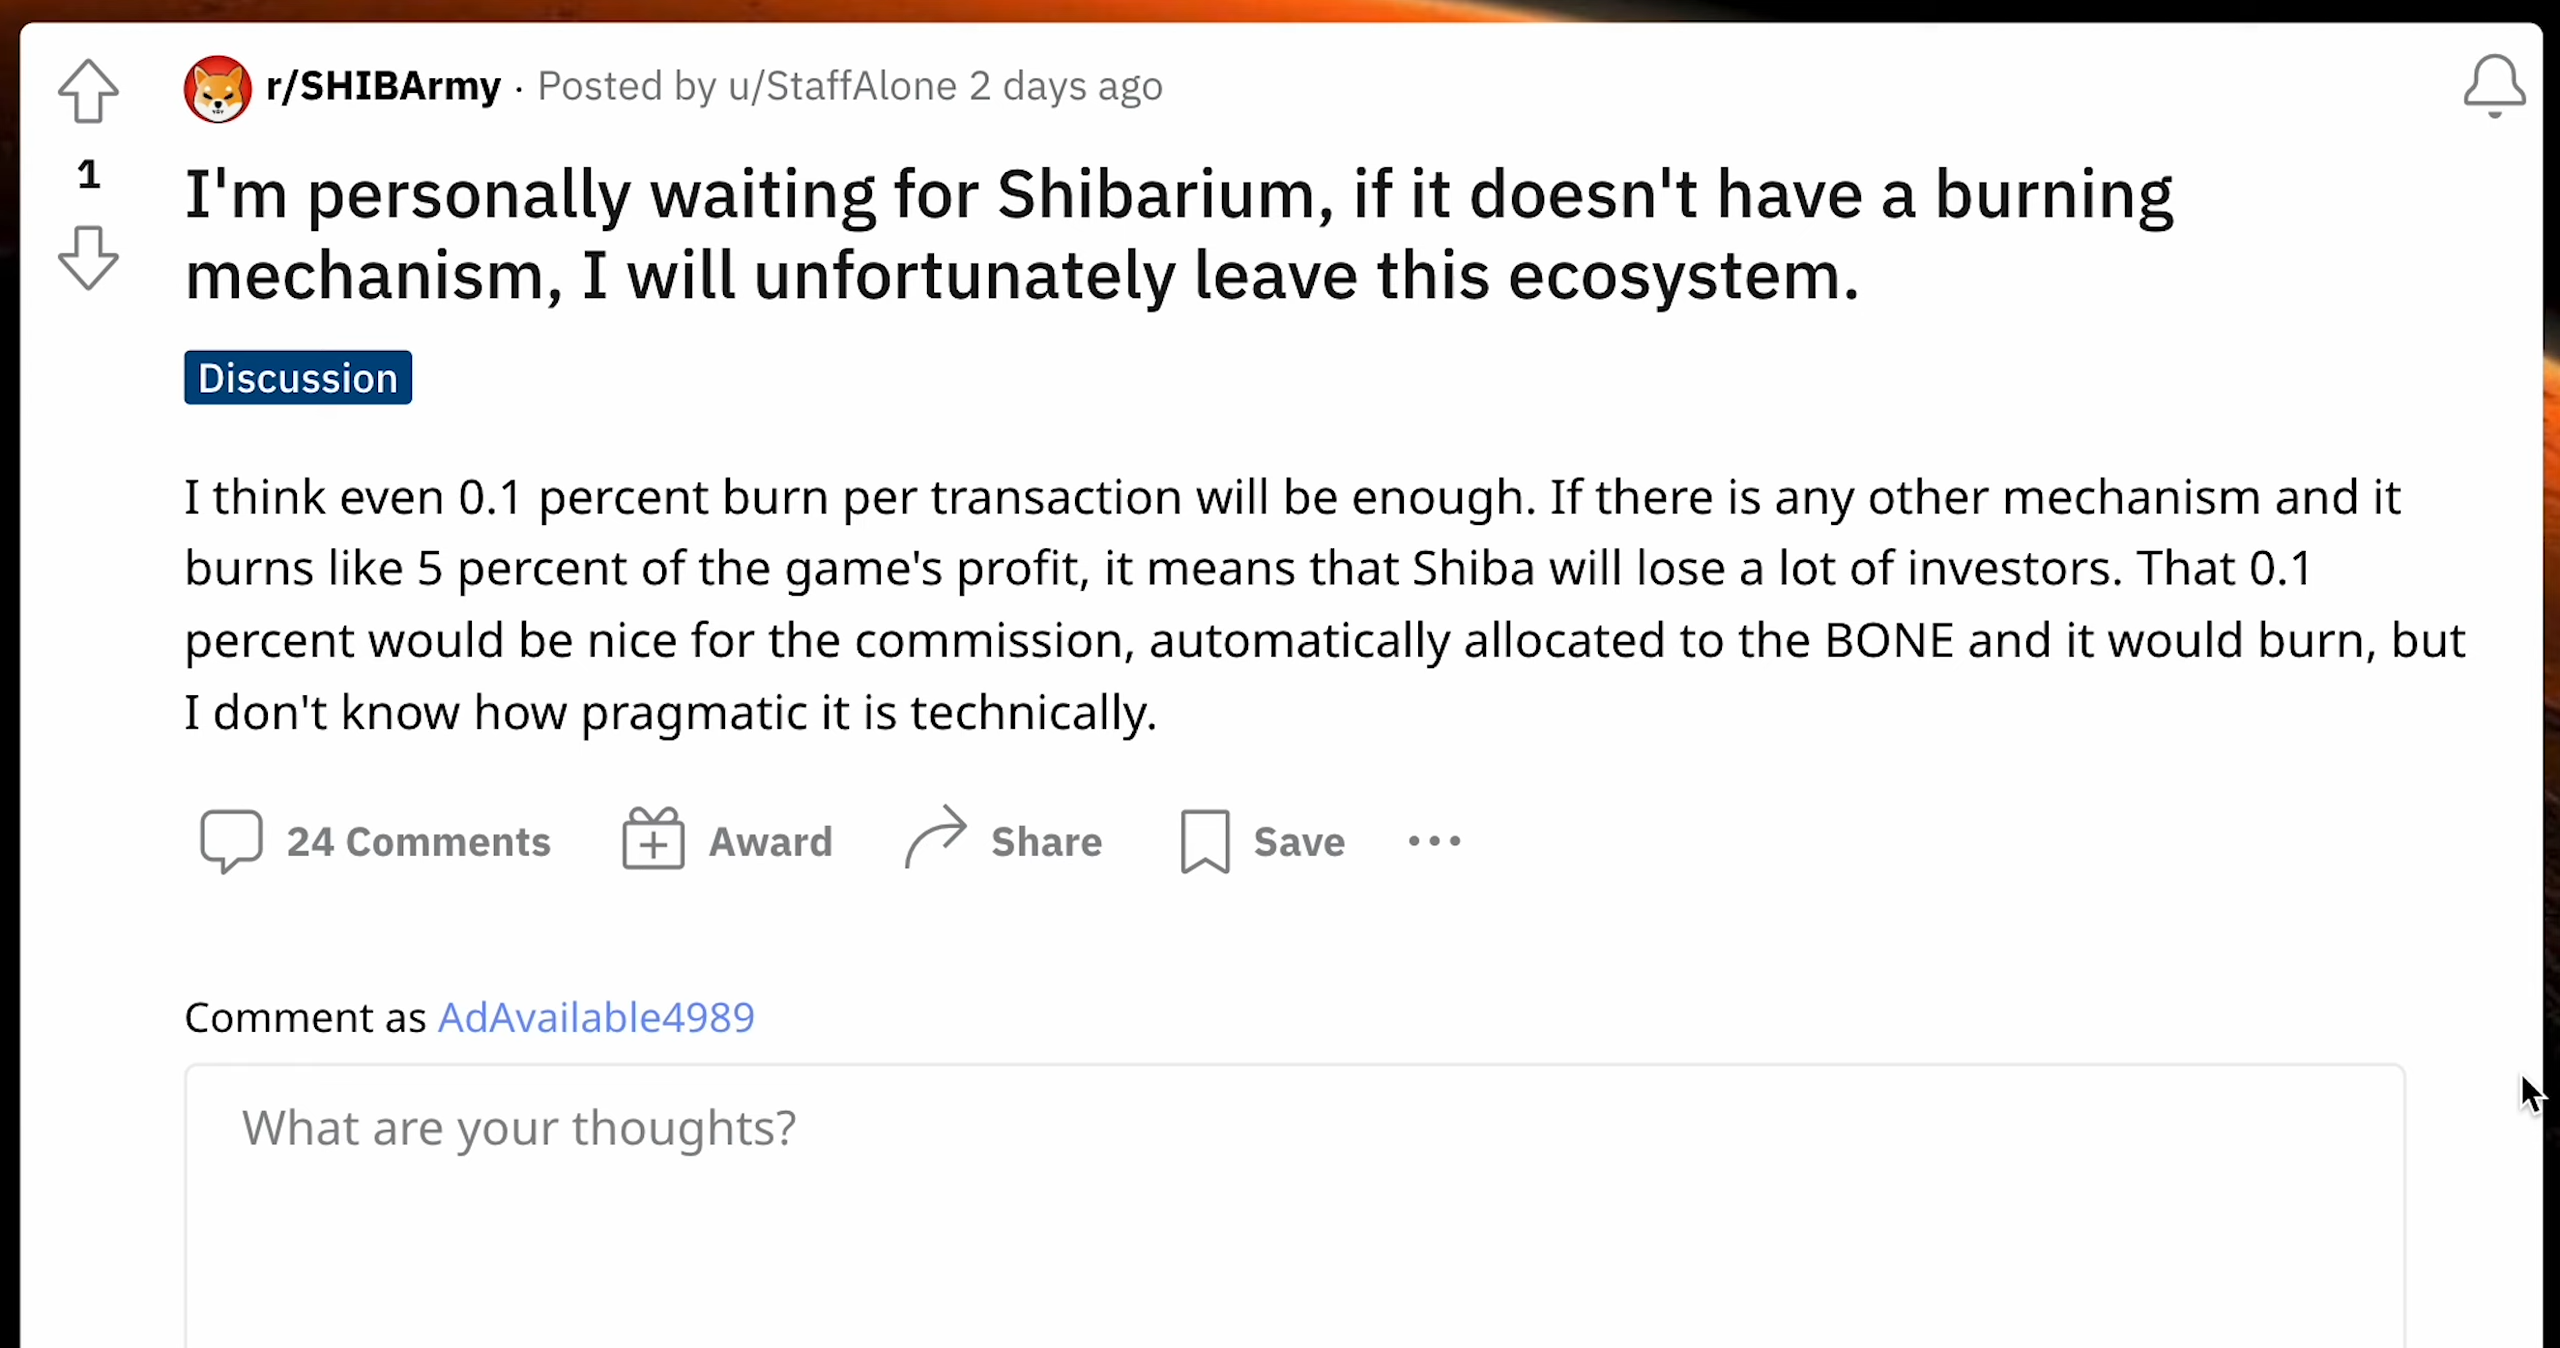 r/SHIBArmy · Posted by u/StaffAlone 2 days ago
1
I'm personally waiting for Shibarium, if it doesn't have a burning
mechanism, I will unfortunately leave this ecosystem.
Discussion
I think even 0.1 percent burn per transaction will be enough. If there is any other mechanism and it
burns like 5 percent of the game's profit, it means that Shiba will lose a lot of investors. That 0.1
percent would be nice for the commission, automatically allocated to the BONE and it would burn, but
I don't know how pragmatic it is technically.
24 Comments Award Share Save
Comment as AdAvailable4989
What are your thoughts?